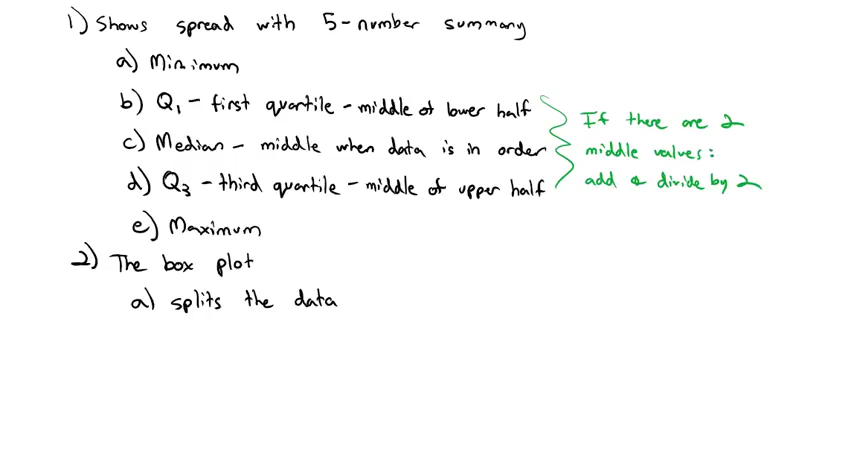 1) Shows spread with 5-number summary
a) Minimum
b) Q₁ - first quartile - middle of lower half
c) Median - middle when data is in order
d) Q₃ - third quartile - middle of upper half
If there are 2
middle values:
add & divide by 2
e) Maximum
2) The box plot
a) splits the data